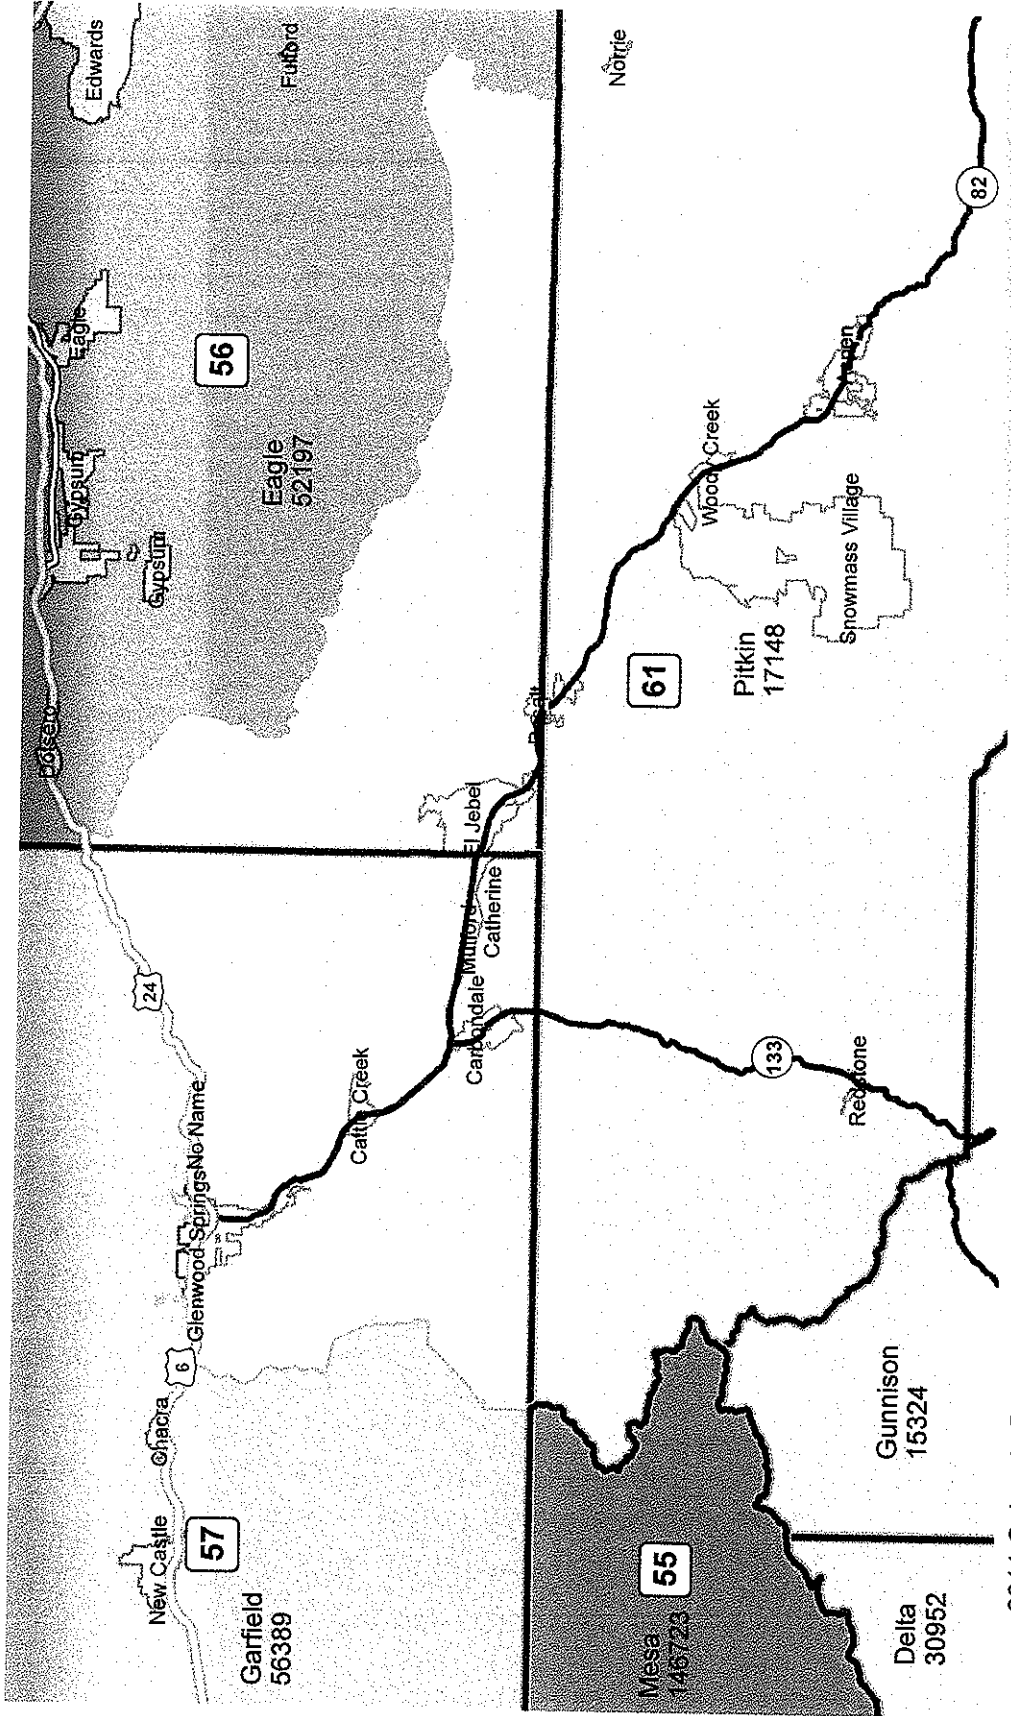 New Castle
Chacra
6
Glenwood Springs
No Name
24
Dotsero
Gypsum
Gypsum
Eagle
Edwards
57
Garfield
56389
Cattle Creek
Carbondale
Mulford
Catherine
El Jebel
56
Eagle
52197
Fulford
Norrie
Mesa
146723
55
Delta
30952
Gunnison
15324
133
Redstone
61
Pitkin
17148
Woody Creek
Snowmass Village
Aspen
82